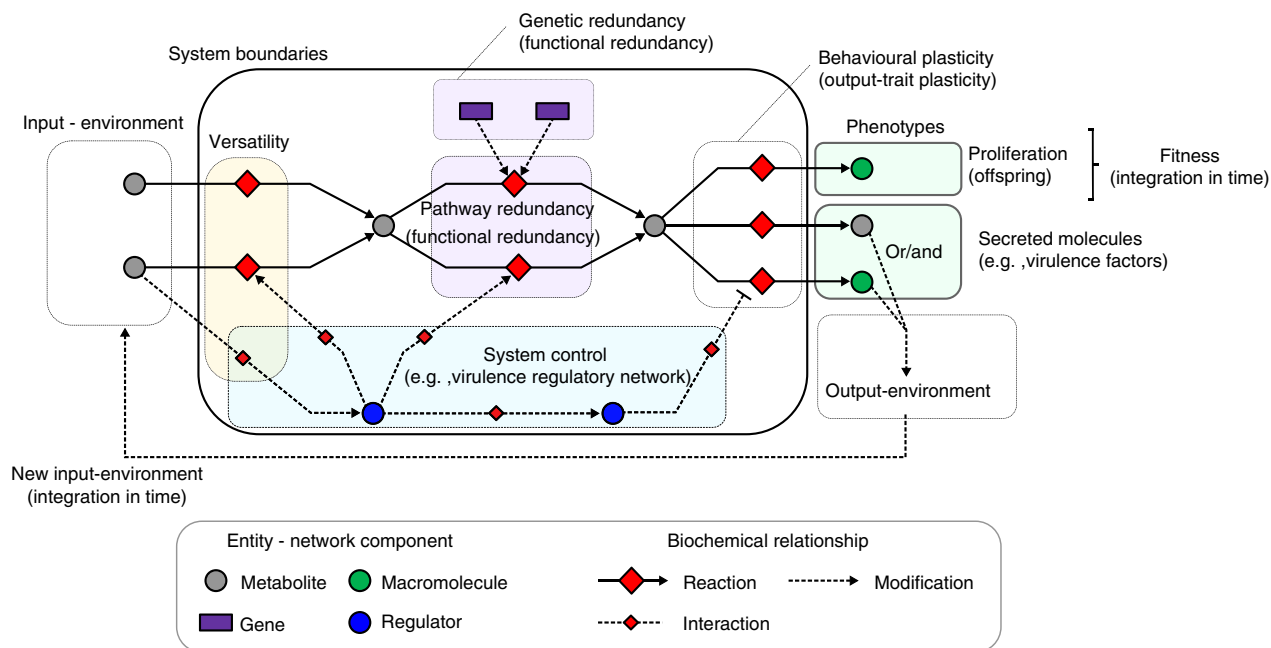 Genetic redundancy
(functional redundancy)
System boundaries
Behavioural plasticity
(output-trait plasticity)
Input - environment
Versatility
Phenotypes
Proliferation
(offspring)
Fitness
(integration in time)
Pathway redundancy
(functional redundancy)
Or/and
Secreted molecules
(e.g. ,virulence factors)
System control
(e.g. ,virulence regulatory network)
Output-environment
New input-environment
(integration in time)
Entity - network component
Biochemical relationship
Metabolite
Macromolecule
Reaction
Modification
Gene
Regulator
Interaction